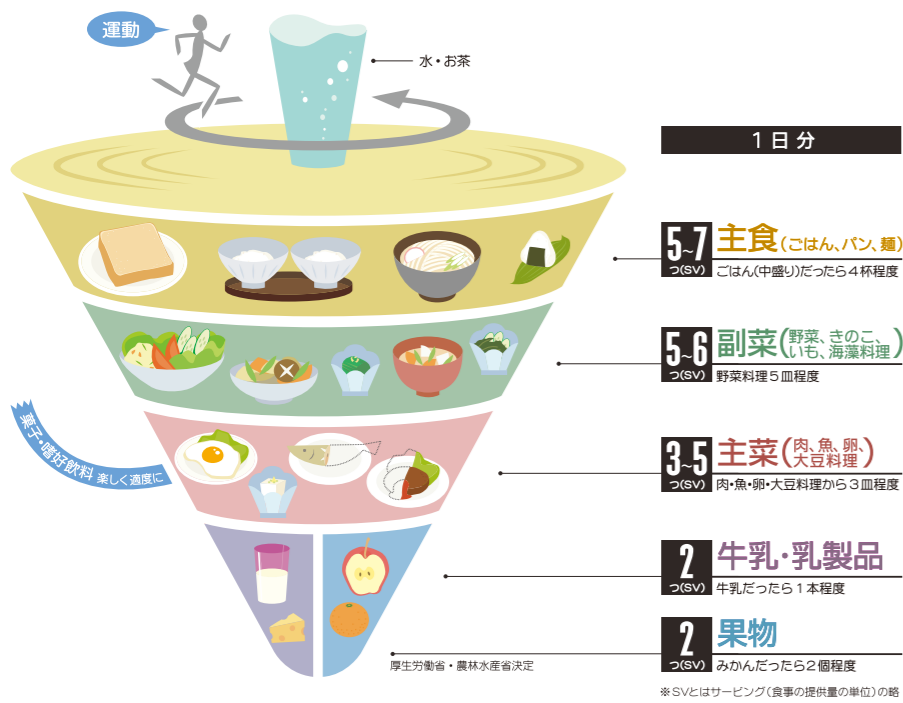 運動
水・お茶
1日分
5~7
つ(SV)
主食(ごはん、パン、麺)
ごはん(中盛り)だったら4杯程度
5~6
つ(SV)
副菜(野菜、きのこ、
いも、海藻料理)
野菜料理5皿程度
菓子・嗜好飲料 楽しく適度に
3~5
つ(SV)
主菜(肉、魚、卵、
大豆料理)
肉・魚・卵・大豆料理から3皿程度
2
つ(SV)
牛乳・乳製品
牛乳だったら1本程度
2
つ(SV)
果物
みかんだったら2個程度
厚生労働省・農林水産省決定
※SVとはサービング(食事の提供量の単位)の略